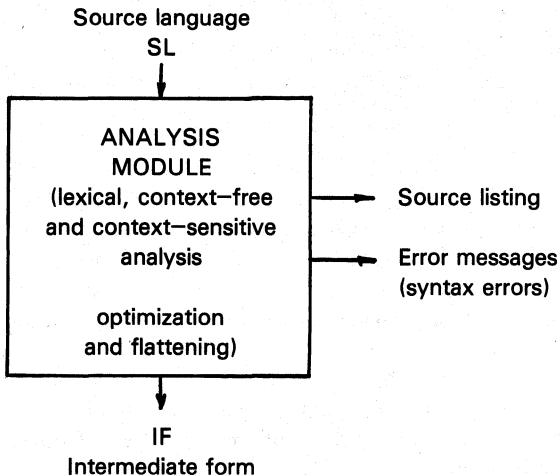 Source language
SL
ANALYSIS
MODULE
(lexical, context-free
and context-sensitive
analysis
optimization
and flattening)
Source listing
Error messages
(syntax errors)
IF
Intermediate form